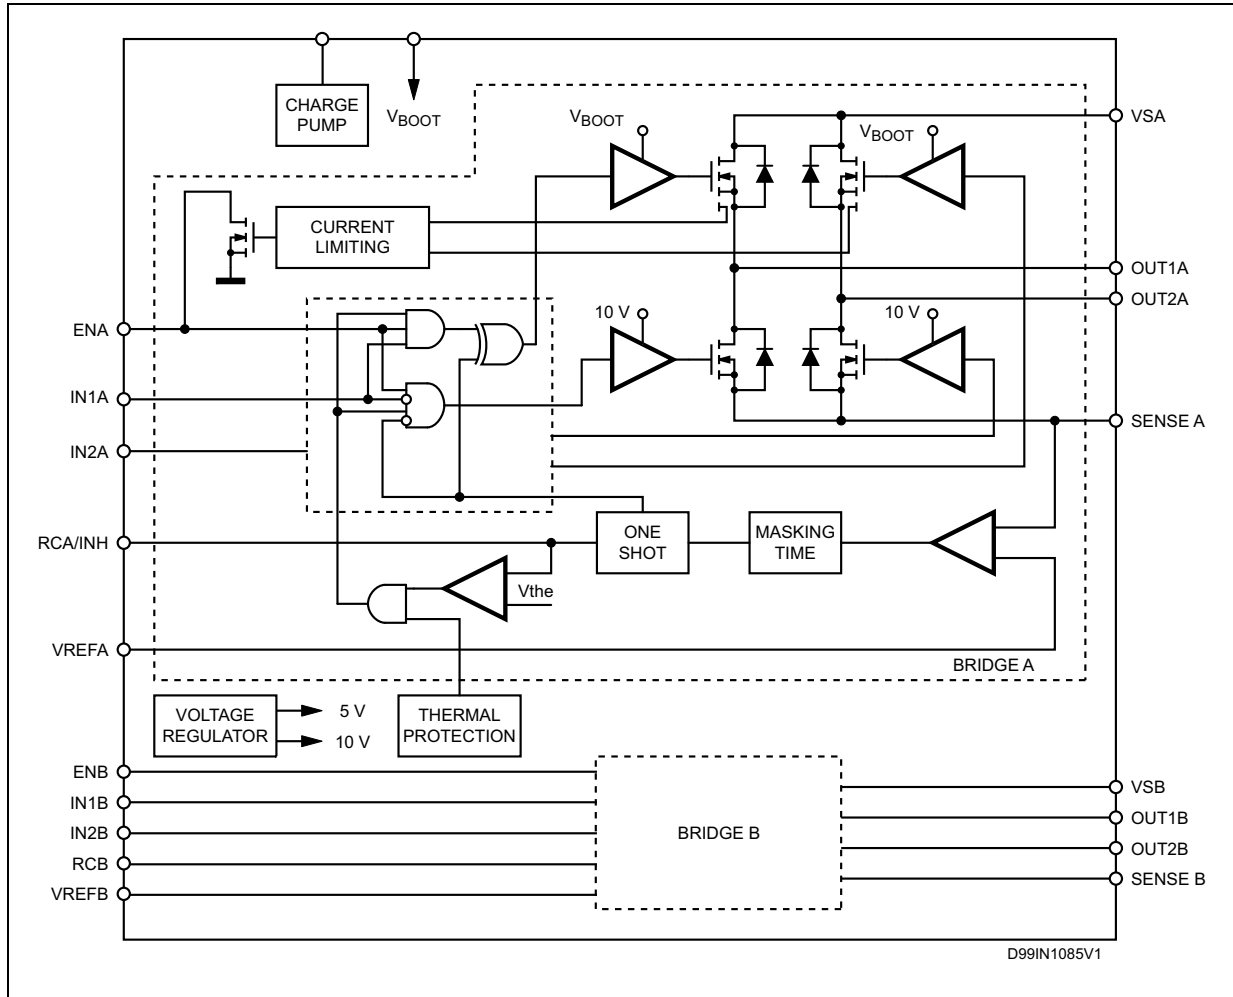 CHARGE
PUMP
VBOOT
VBOOT
VBOOT
VSA
CURRENT
LIMITING
OUT1A
OUT2A
ENA
10 V
10 V
IN1A
SENSE A
IN2A
RCA/INH
ONE
SHOT
MASKING
TIME
Vthe
VREFA
BRIDGE A
VOLTAGE
REGULATOR
5 V
10 V
THERMAL
PROTECTION
ENB
IN1B
IN2B
RCB
VREFB
BRIDGE B
VSB
OUT1B
OUT2B
SENSE B
D99IN1085V1